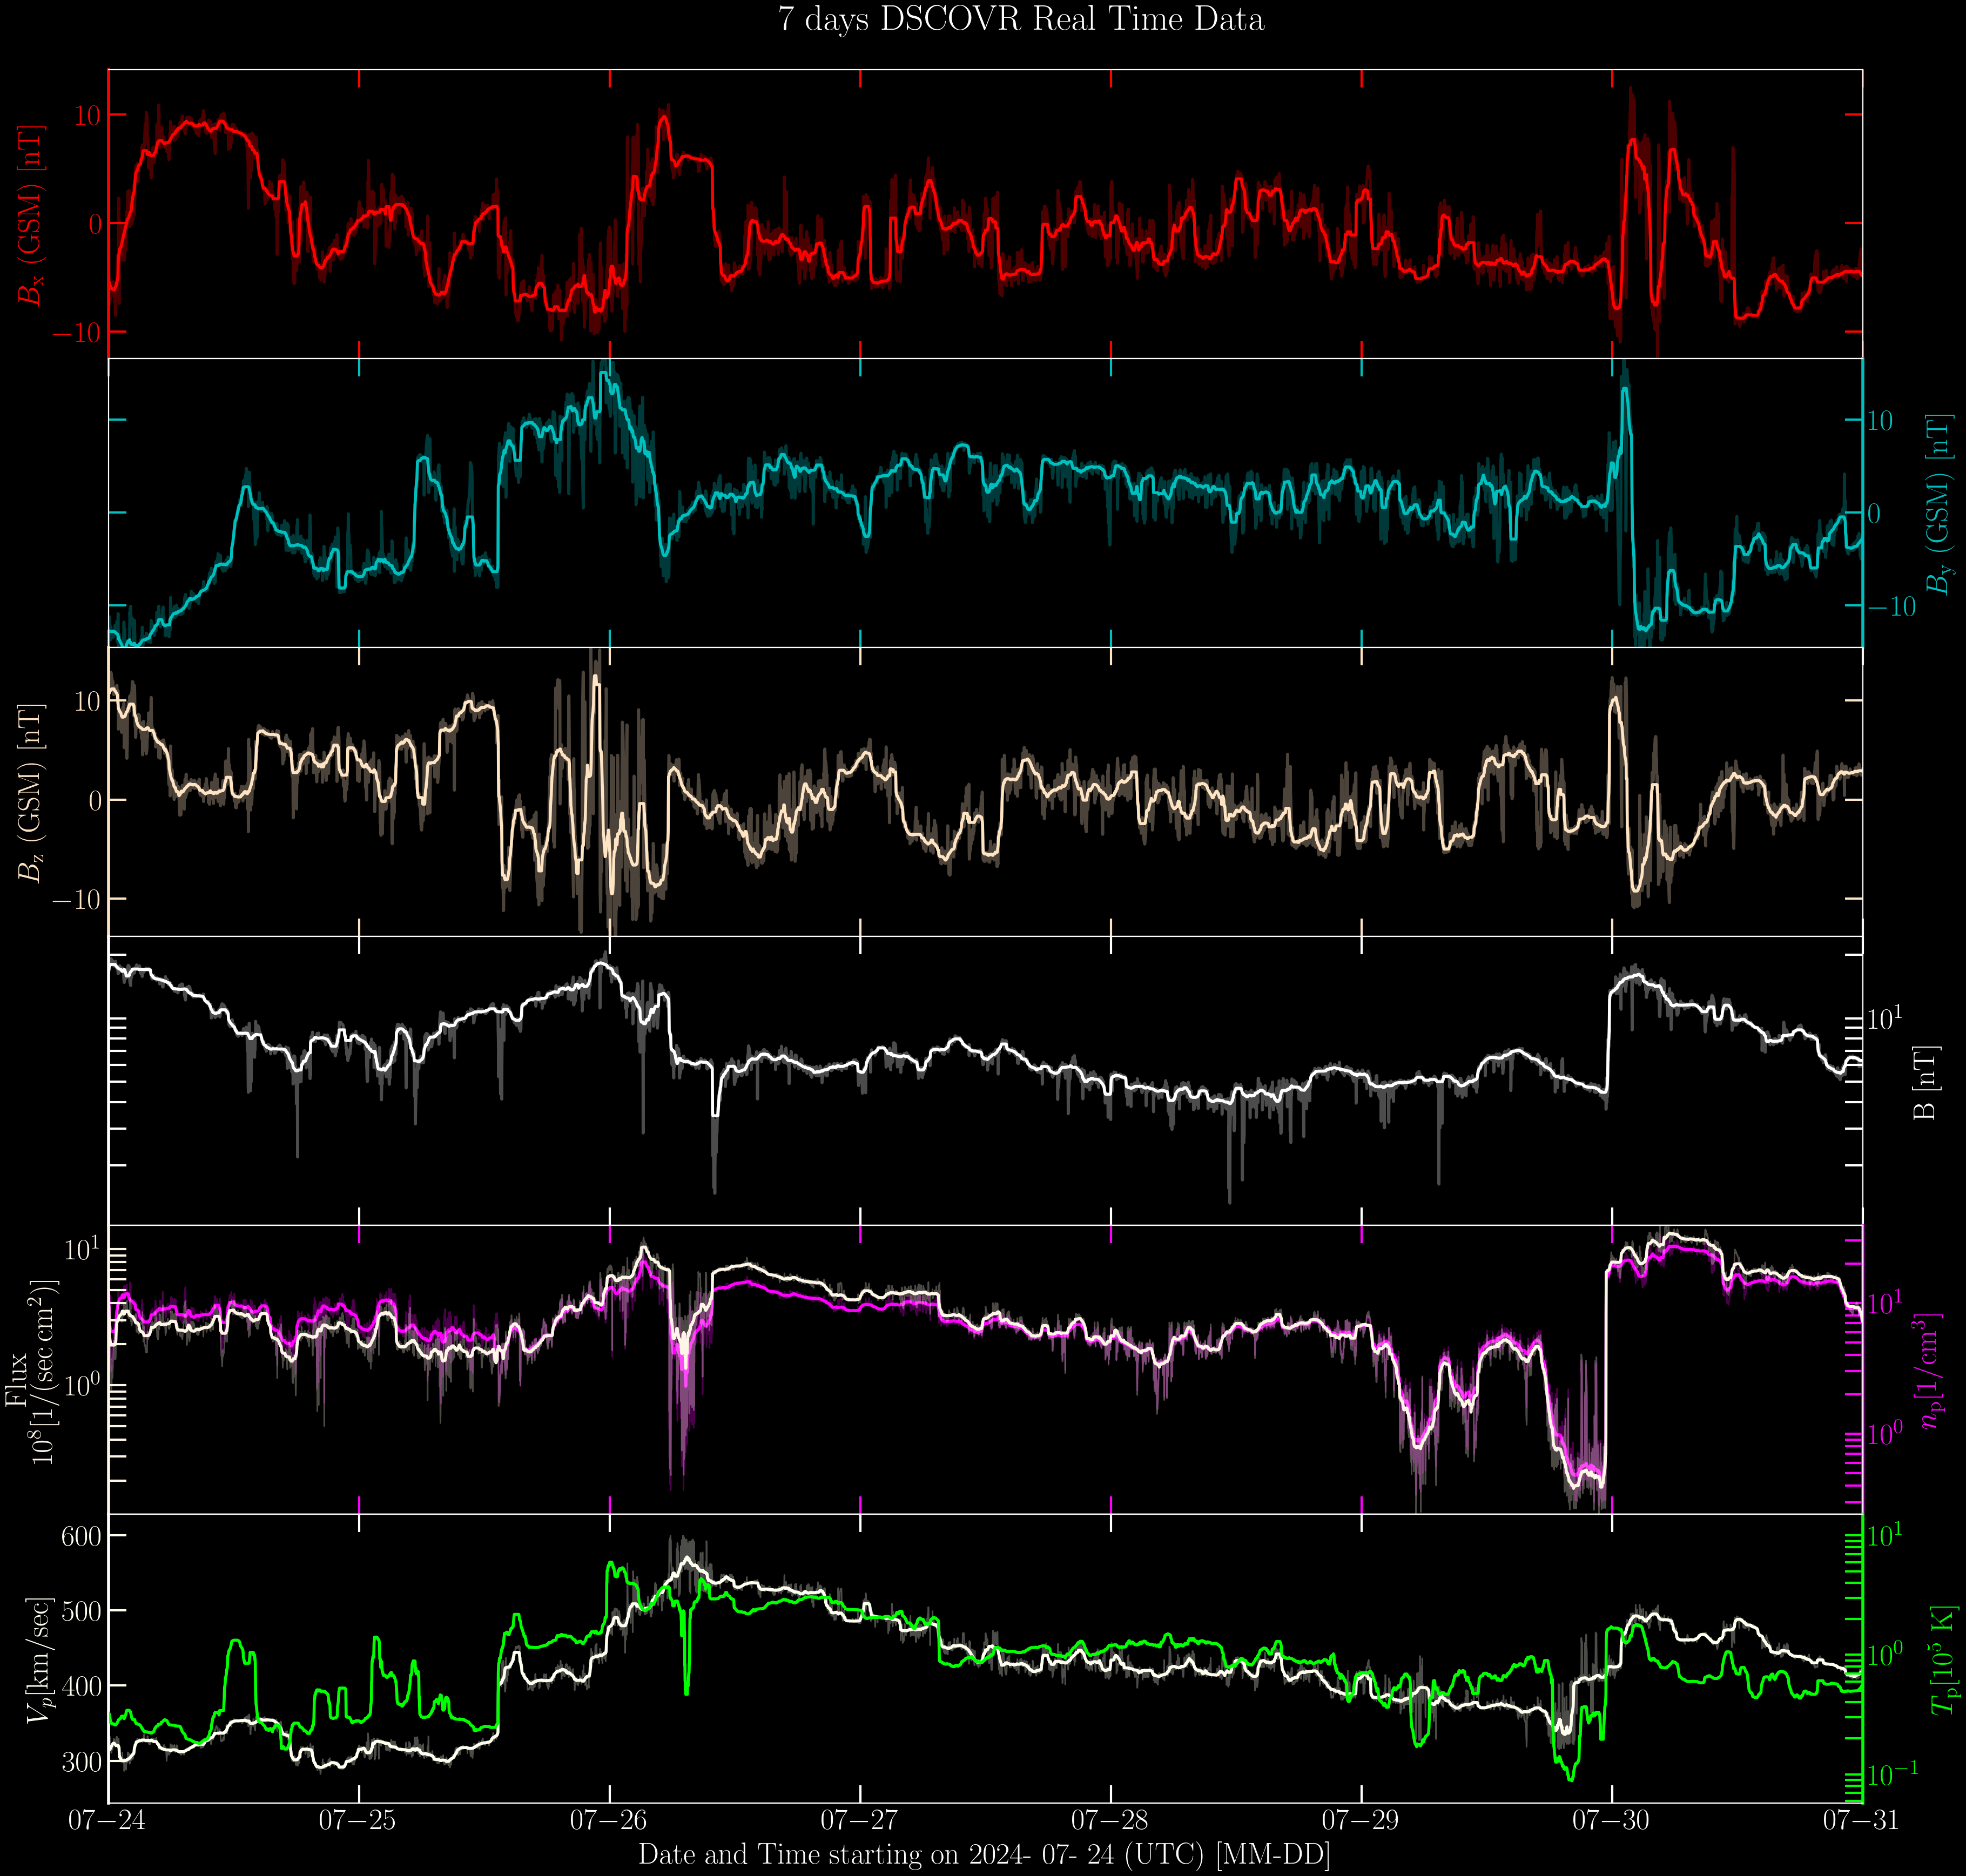 7 days DSCOVR Real Time Data
10
0
−10
Bx (GSM) [nT]
10
0
−10
By (GSM) [nT]
10
0
−10
Bz (GSM) [nT]
10¹
B [nT]
10¹
10⁰
Flux
10⁸[1/(sec cm²)]
10¹
10⁰
np[1/cm³]
600
500
400
300
Vp[km/sec]
10¹
10⁰
10−¹
Tp[10⁵ K]
07−24 07−25 07−26 07−27 07−28 07−29 07−30 07−31
Date and Time starting on 2024- 07- 24 (UTC) [MM-DD]